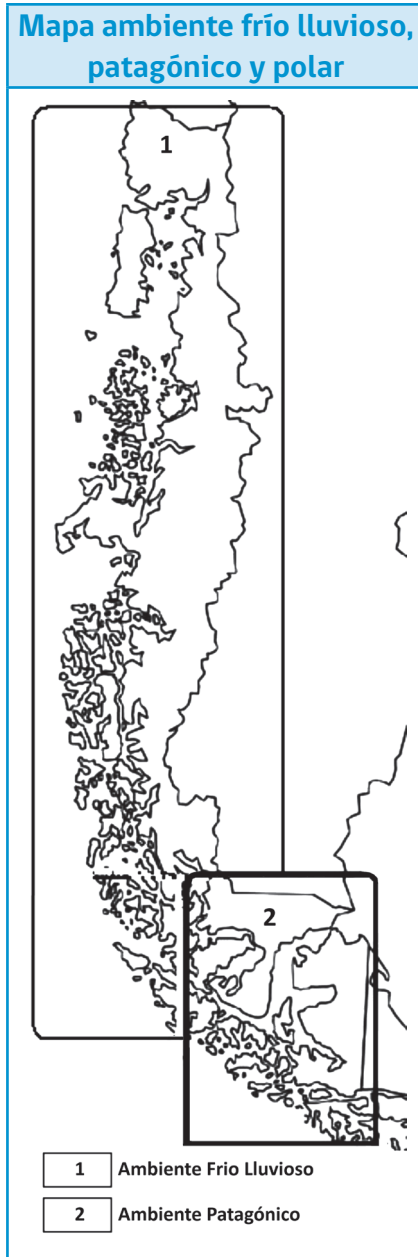 Mapa ambiente frío lluvioso,
patagónico y polar
1
2
1 Ambiente Frio Lluvioso
2 Ambiente Patagónico